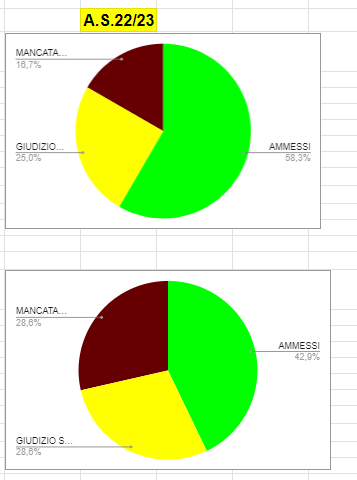 A.S.22/23
MANCATA...
16,7%
GIUDIZIO...
25,0%
AMMESSI
58,3%
MANCATA...
28,6%
AMMESSI
42,9%
GIUDIZIO S...
28,6%